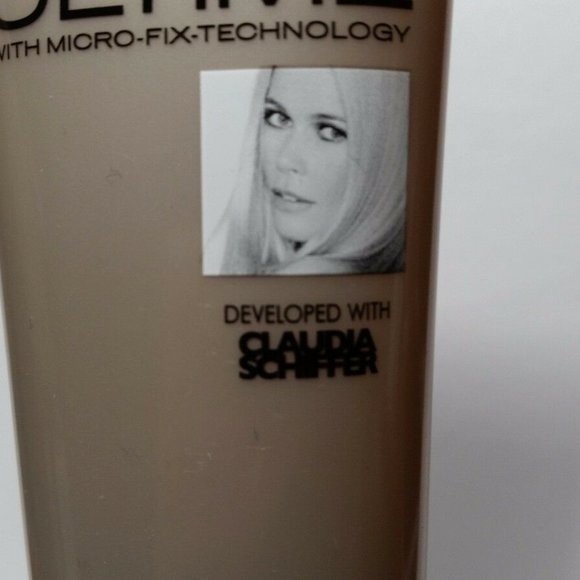 WITH MICRO-FIX-TECHNOLOGY
DEVELOPED WITH
CLAUDIA
SCHIFFER